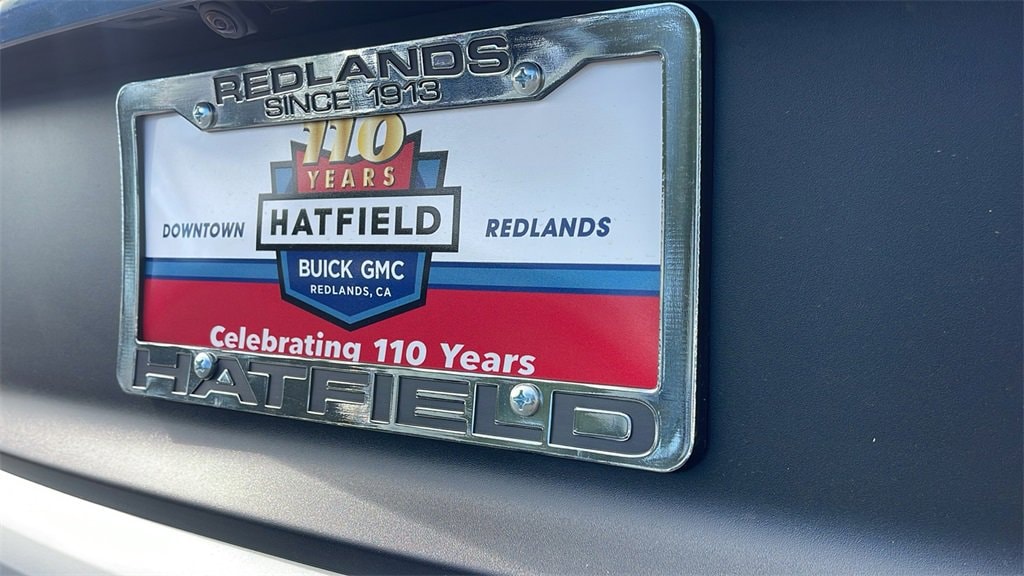 REDLANDS
SINCE 1913
110
YEARS
DOWNTOWN HATFIELD REDLANDS
BUICK GMC
REDLANDS, CA
Celebrating 110 Years
HATFIELD